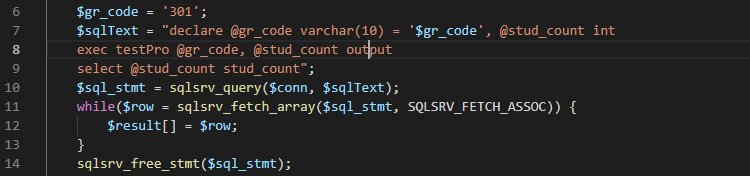 6 $gr_code = '301';
7 $sqlText = "declare @gr_code varchar(10) = '$gr_code', @stud_count int
8 exec testPro @gr_code, @stud_count output
9 select @stud_count stud_count";
10 $sql_stmt = sqlsrv_query($conn, $sqlText);
11 while($row = sqlsrv_fetch_array($sql_stmt, SQLSRV_FETCH_ASSOC)) {
12 $result[] = $row;
13 }
14 sqlsrv_free_stmt($sql_stmt);